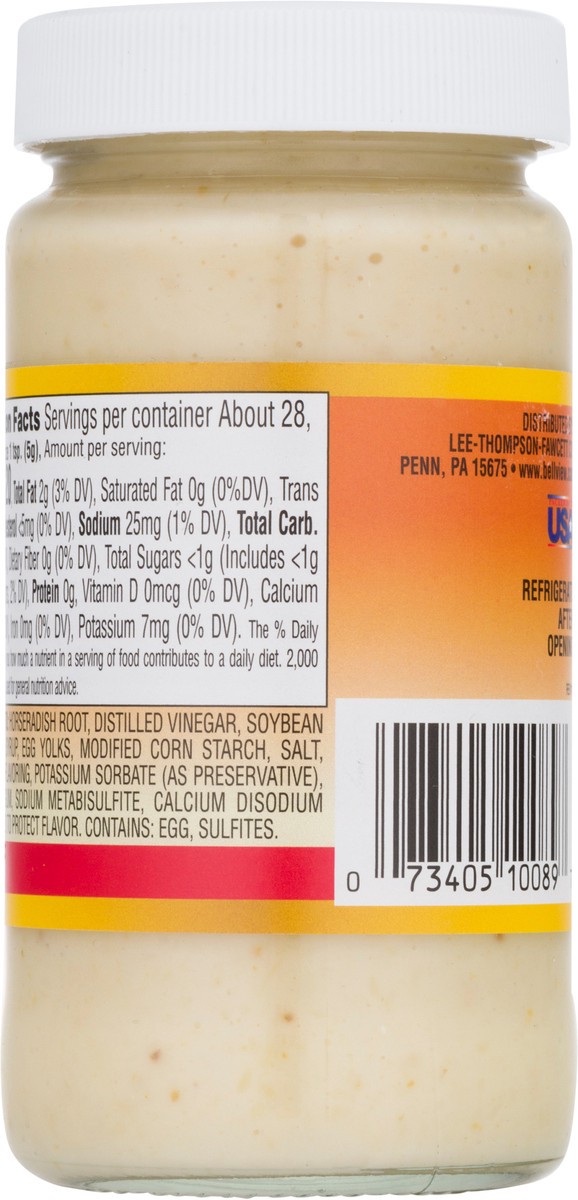 Facts Servings per container About 28,
1 tsp. (5g), Amount per serving:
Total Fat 2g (3% DV), Saturated Fat 0g (0%DV), Trans
<5mg (0% DV), Sodium 25mg (1% DV), Total Carb.
Dietary Fiber 0g (0% DV), Total Sugars <1g (Includes <1g
DV), Protein 0g, Vitamin D 0mcg (0% DV), Calcium
Iron 0mg (0% DV), Potassium 7mg (0% DV). The % Daily
how much a nutrient in a serving of food contributes to a daily diet. 2,000
for general nutrition advice.
HORSERADISH ROOT, DISTILLED VINEGAR, SOYBEAN
EGG YOLKS, MODIFIED CORN STARCH, SALT,
POTASSIUM SORBATE (AS PRESERVATIVE),
SODIUM METABISULFITE, CALCIUM DISODIUM
TO PROTECT FLAVOR. CONTAINS: EGG, SULFITES.
DISTRIBUTED
LEE-THOMPSON-FAWCETT
PENN, PA 15675 • www.bellview
REFRIGERAT
AFTE
OPENIN
0 73405 10089